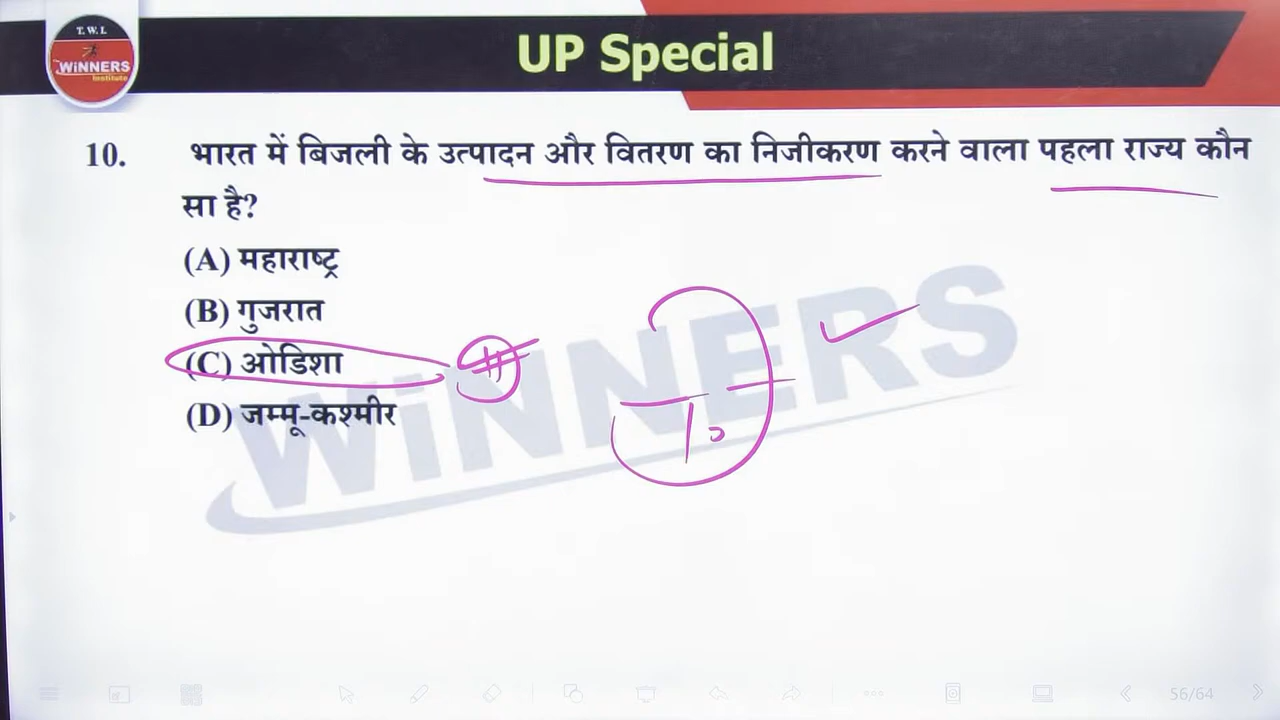 T. W. I.
WiNNERS
Institute
UP Special
10. भारत में बिजली के उत्पादन और वितरण का निजीकरण करने वाला पहला राज्य कौन
सा है?
(A) महाराष्ट्र
(B) गुजरात
(C) ओडिशा
(D) जम्मू-कश्मीर
WiNNERS
56/64